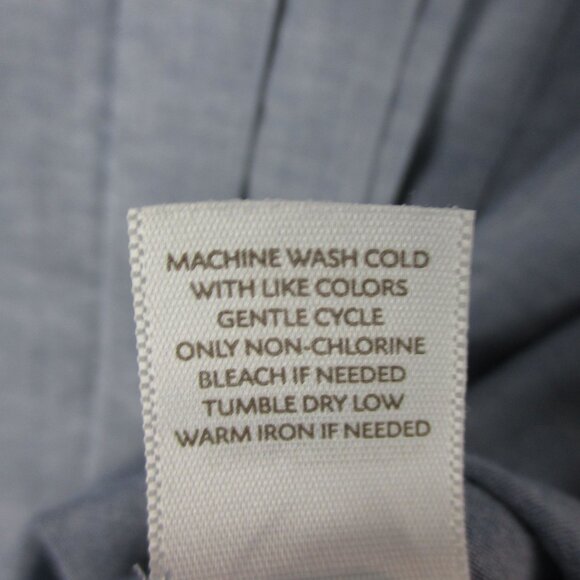 MACHINE WASH COLD
WITH LIKE COLORS
GENTLE CYCLE
ONLY NON-CHLORINE
BLEACH IF NEEDED
TUMBLE DRY LOW
WARM IRON IF NEEDED